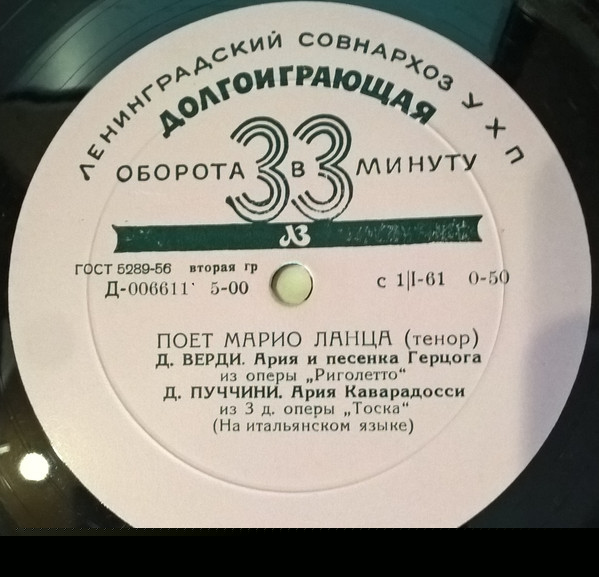 ЛЕНИНГРАДСКИЙ СОВНАРХОЗ УХП
ДОЛГОИГРАЮЩАЯ
ОБОРОТА 33 В МИНУТУ
ЛЗ
ГОСТ 5289-56 вторая гр
Д-006611 5-00 с 1|I-61 0-50
ПОЕТ МАРИО ЛАНЦА (тенор)
Д. ВЕРДИ. Ария и песенка Герцога
из оперы „Риголетто“
Д. ПУЧЧИНИ. Ария Каварадосси
из 3 д. оперы „Тоска“
(На итальянском языке)